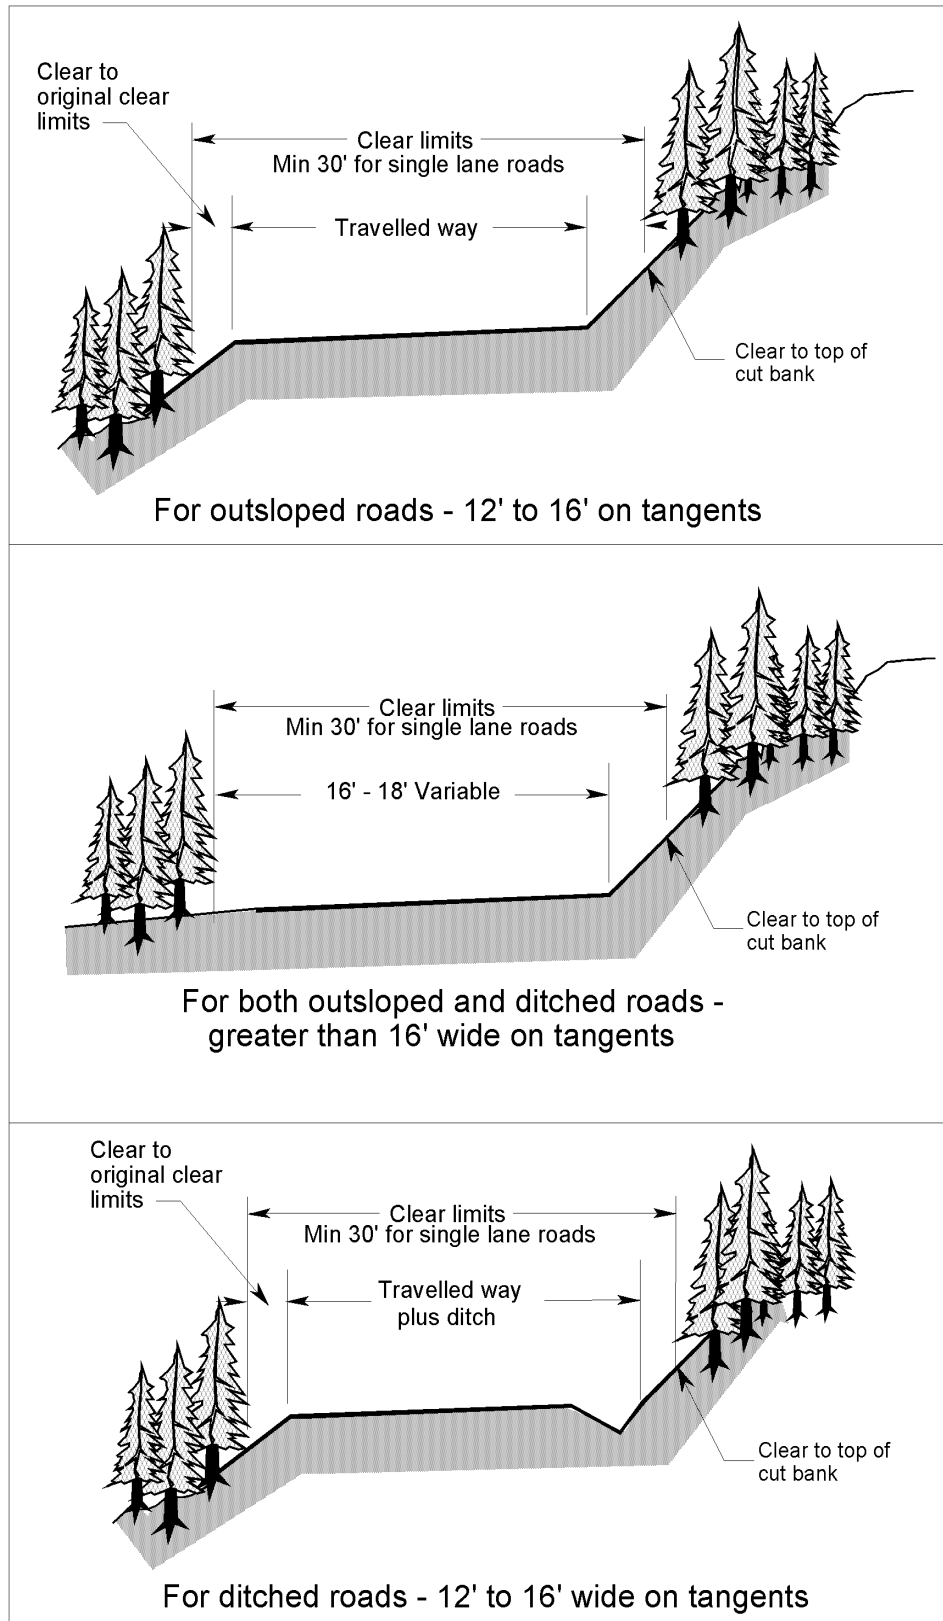 Clear to
original clear
limits
Clear limits
Min 30' for single lane roads
Travelled way
Clear to top of
cut bank
For outsloped roads - 12' to 16' on tangents
Clear limits
Min 30' for single lane roads
16' - 18' Variable
Clear to top of
cut bank
For both outsloped and ditched roads -
greater than 16' wide on tangents
Clear to
original clear
limits
Clear limits
Min 30' for single lane roads
Travelled way
plus ditch
Clear to top of
cut bank
For ditched roads - 12' to 16' wide on tangents